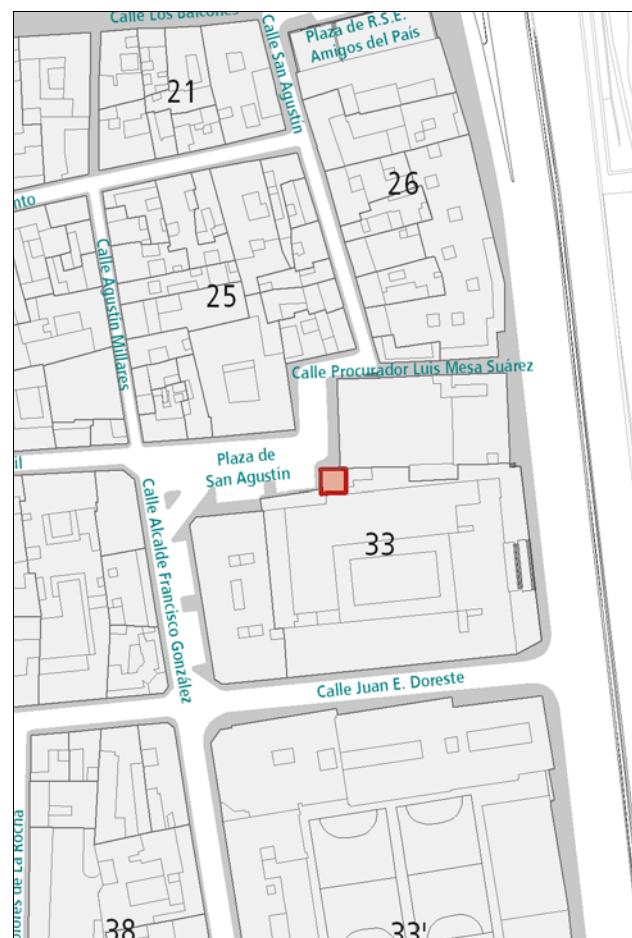 Calle Los Balcones
Calle San Agustín
Plaza de R.S.E.
Amigos del País
21
26
Calle Agustín Millares
25
Calle Procurador Luis Mesa Suárez
Plaza de
San Agustín
Calle Alcalde Francisco González
33
Calle Juan E. Doreste
38
33'